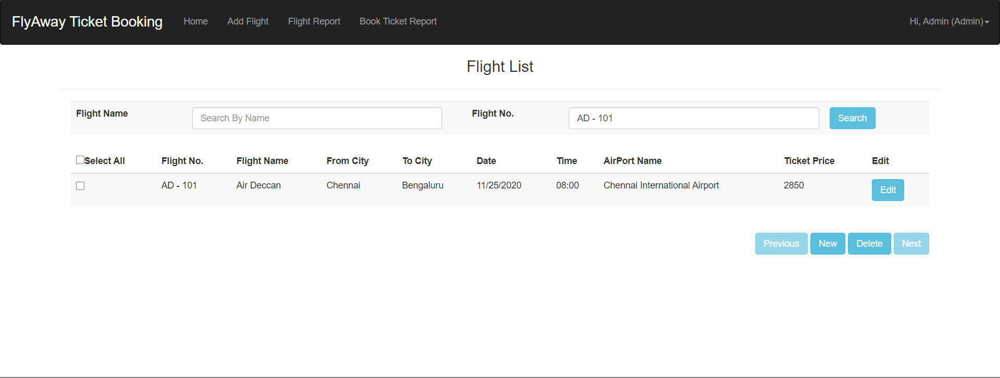 FlyAway Ticket Booking Home Add Flight Flight Report Book Ticket Report Hi, Admin (Admin)
Flight List
Flight Name Search By Name Flight No. AD - 101 Search
Select All Flight No. Flight Name From City To City Date Time AirPort Name Ticket Price Edit
AD - 101 Air Deccan Chennai Bengaluru 11/25/2020 08:00 Chennai International Airport 2850 Edit
Previous New Delete Next